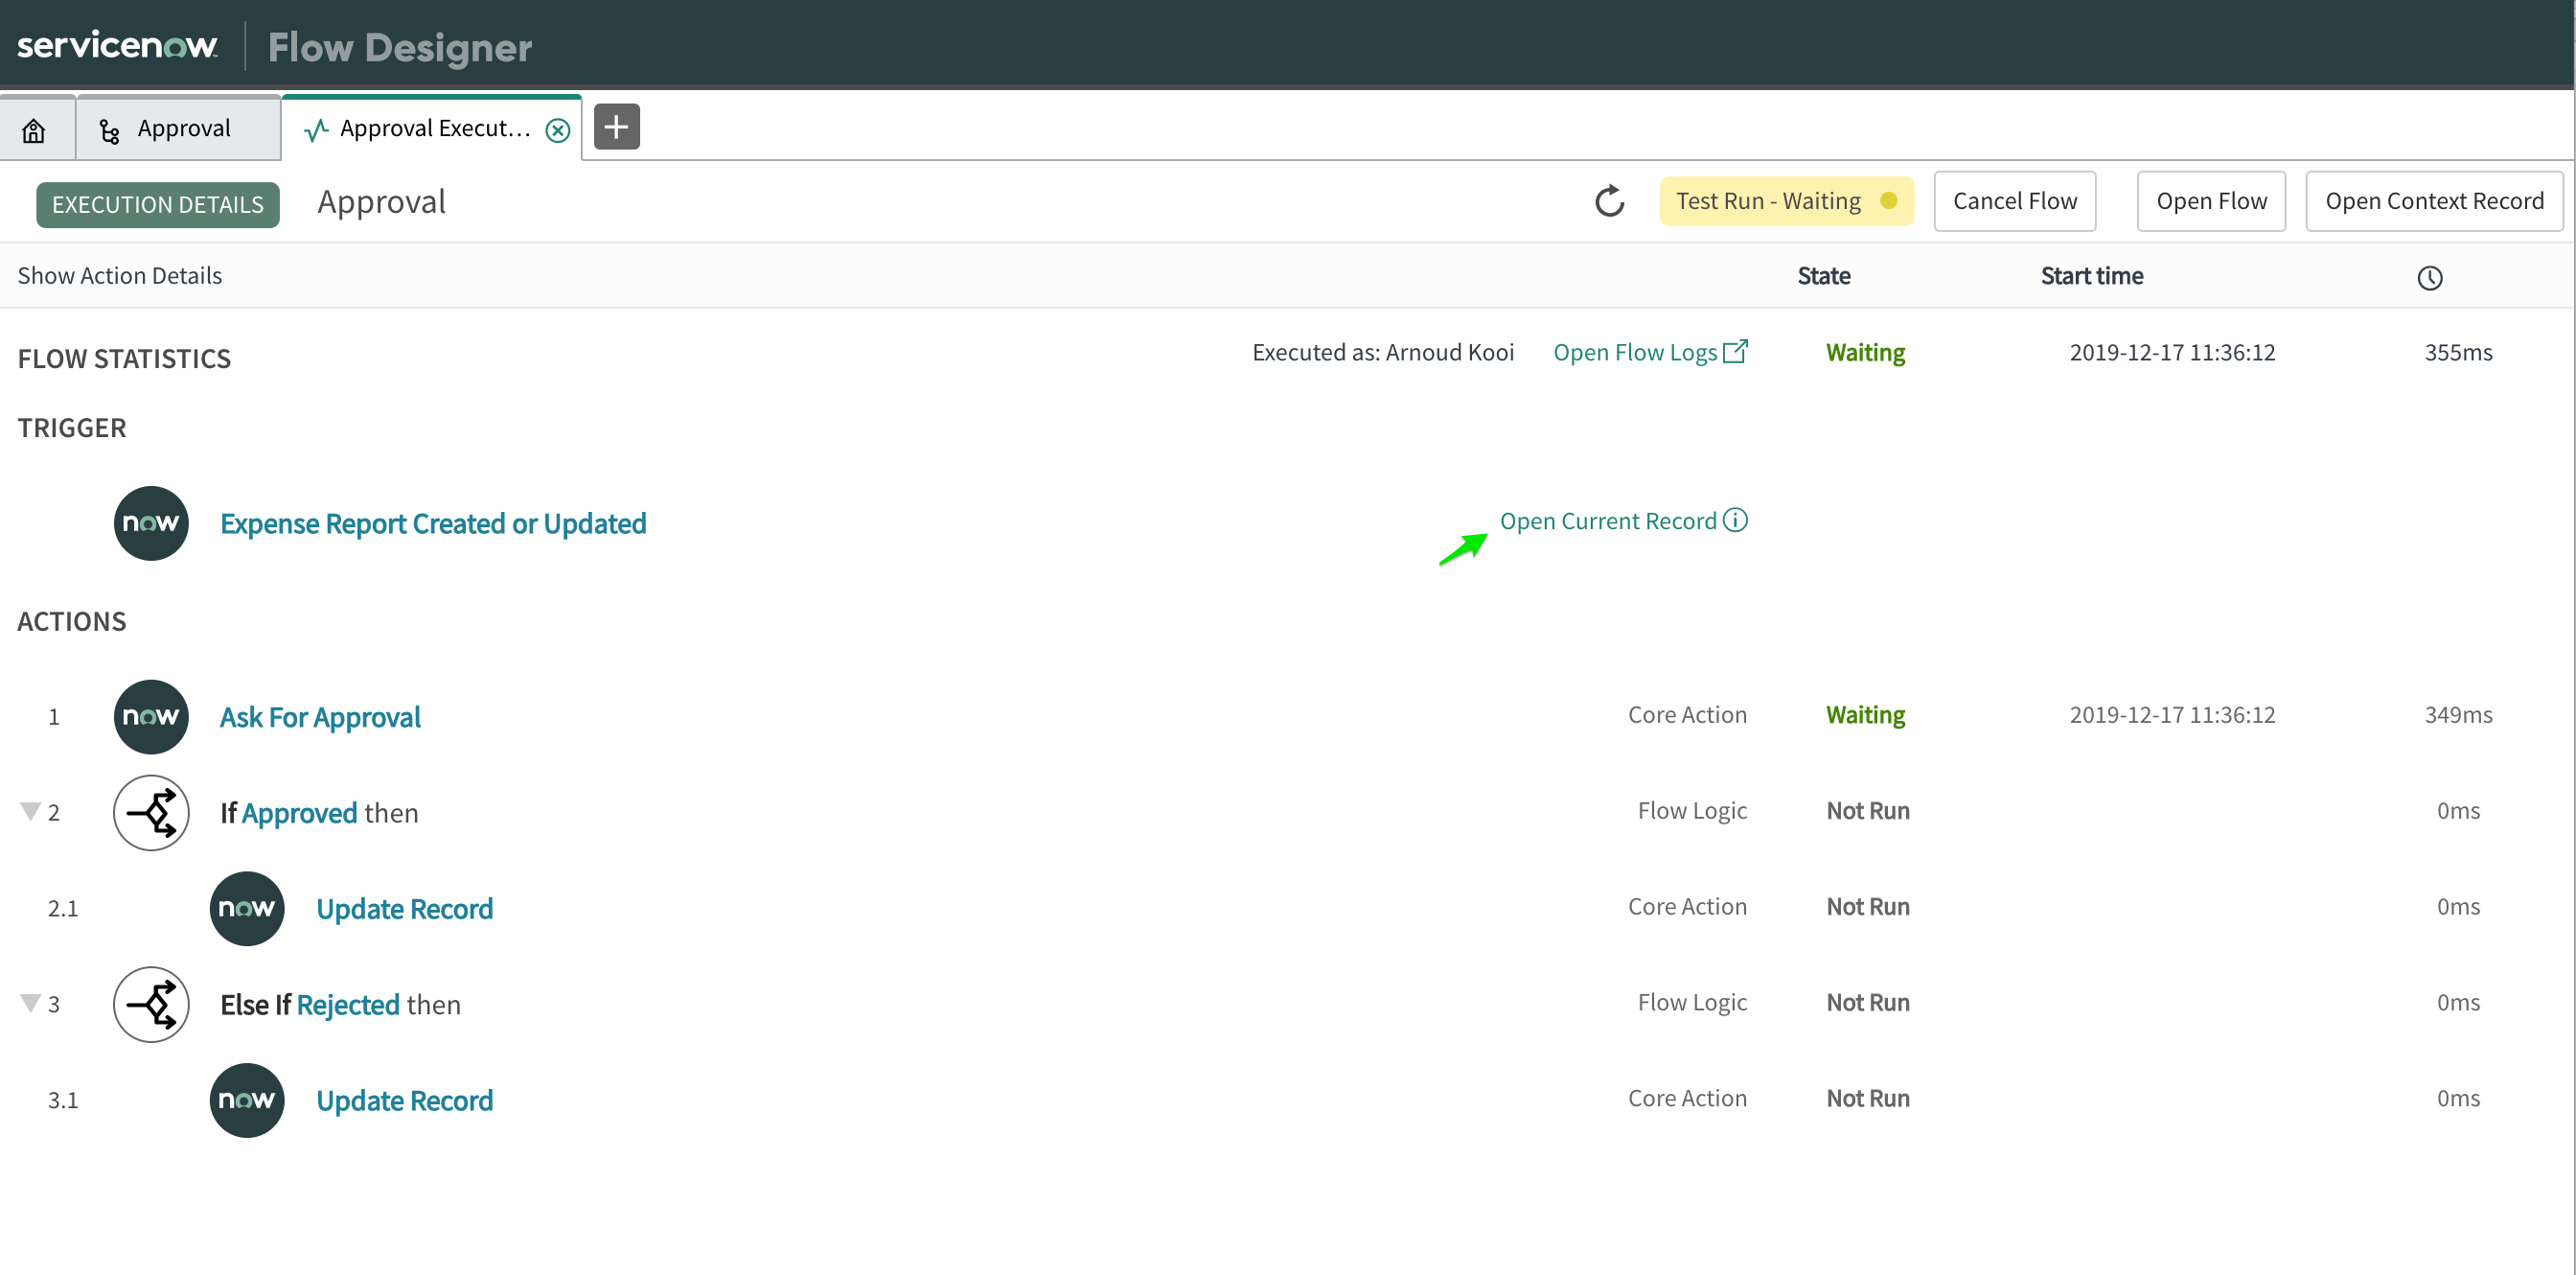 servicenow Flow Designer
Approval Approval Execut...
EXECUTION DETAILS Approval Test Run - Waiting Cancel Flow Open Flow Open Context Record
Show Action Details State Start time
FLOW STATISTICS Executed as: Arnoud Kooi Open Flow Logs Waiting 2019-12-17 11:36:12 355ms
TRIGGER
now Expense Report Created or Updated Open Current Record
ACTIONS
1 now Ask For Approval Core Action Waiting 2019-12-17 11:36:12 349ms
2 If Approved then Flow Logic Not Run 0ms
2.1 now Update Record Core Action Not Run 0ms
3 Else If Rejected then Flow Logic Not Run 0ms
3.1 now Update Record Core Action Not Run 0ms